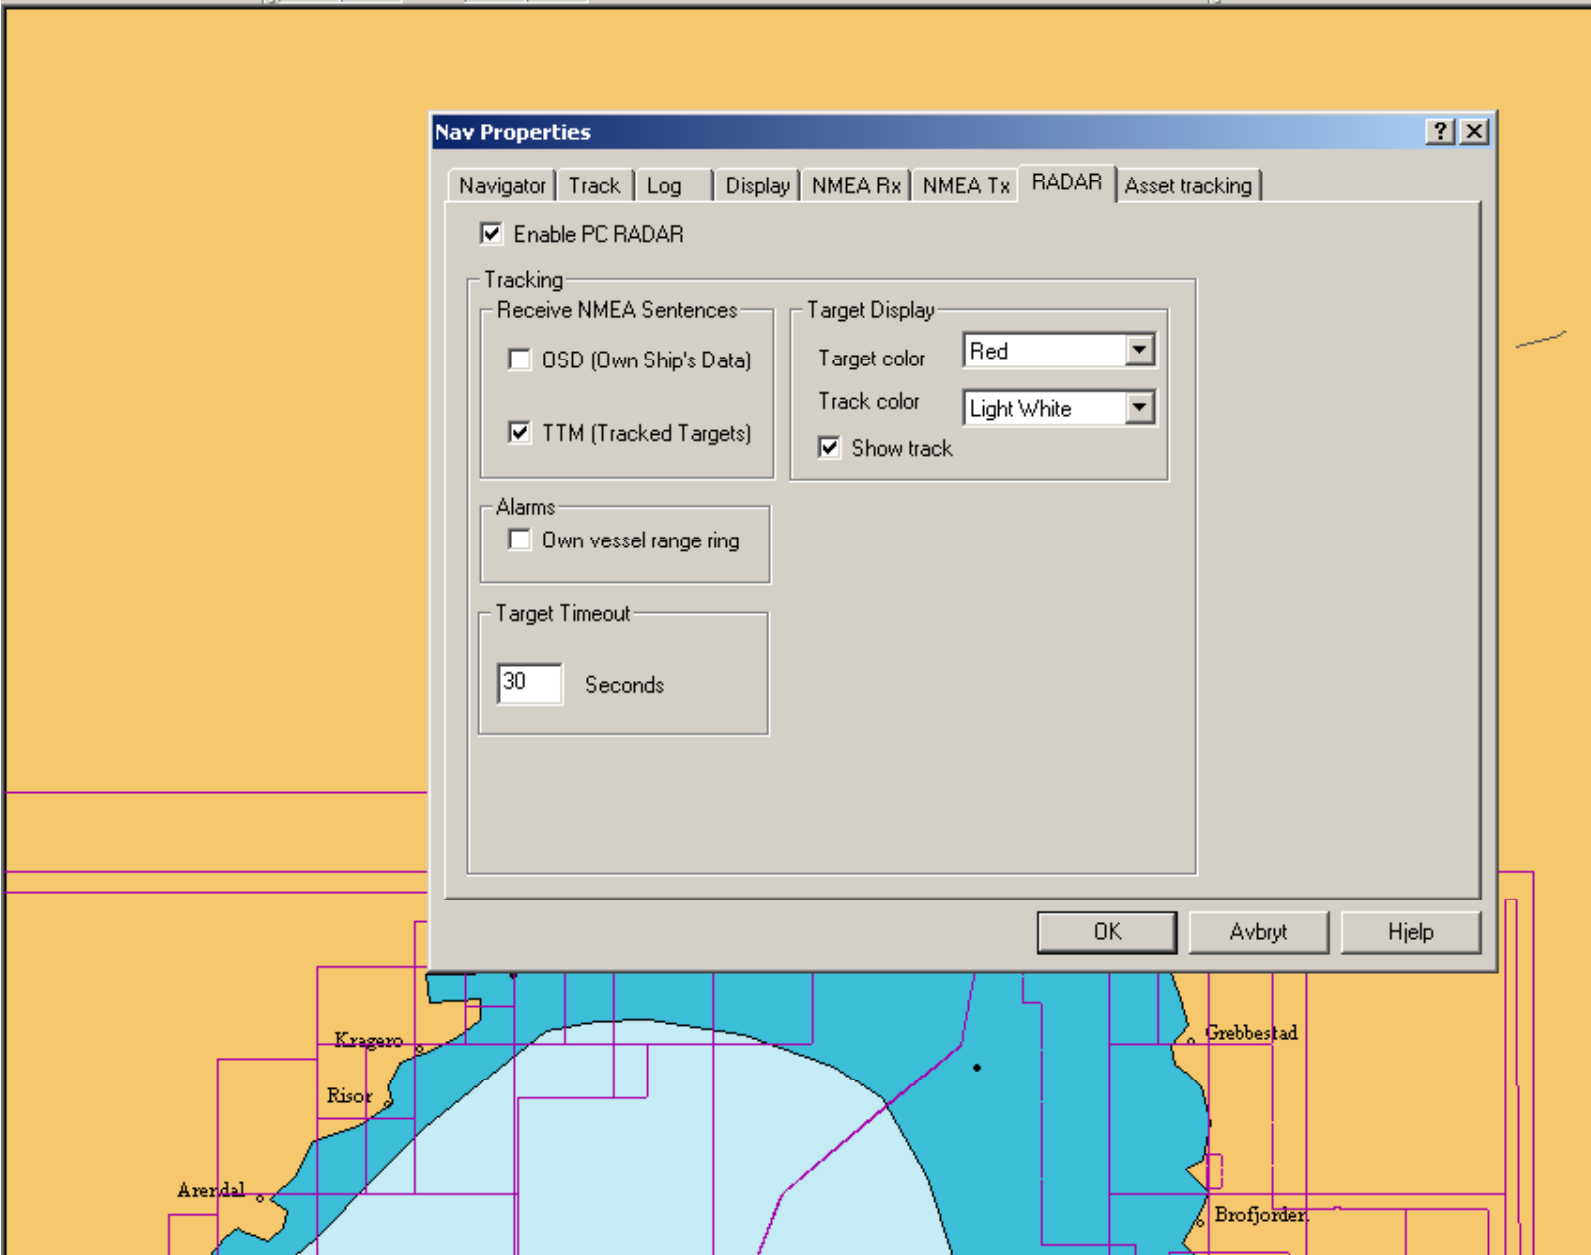 Nav Properties
Navigator Track Log Display NMEA Rx NMEA Tx RADAR Asset tracking
Enable PC RADAR
Tracking
Receive NMEA Sentences
OSD (Own Ship's Data)
TTM (Tracked Targets)
Target Display
Target color Red
Track color Light White
Show track
Alarms
Own vessel range ring
Target Timeout
30 Seconds
OK Avbryt Hjelp
Kragero
Grebbestad
Risor
Arendal
Brofjorden